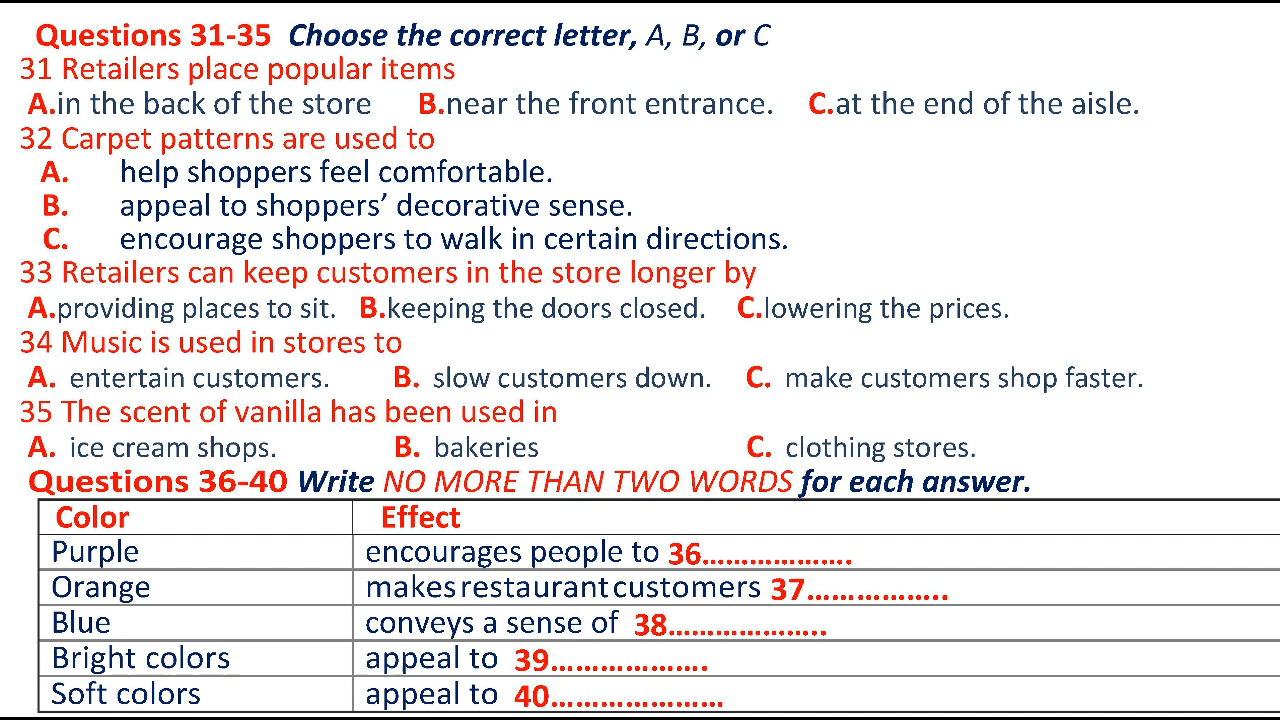 Questions 31-35 Choose the correct letter, A, B, or C
31 Retailers place popular items
A.in the back of the store B.near the front entrance. C.at the end of the aisle.
32 Carpet patterns are used to
A. help shoppers feel comfortable.
B. appeal to shoppers’ decorative sense.
C. encourage shoppers to walk in certain directions.
33 Retailers can keep customers in the store longer by
A.providing places to sit. B.keeping the doors closed. C.lowering the prices.
34 Music is used in stores to
A. entertain customers. B. slow customers down. C. make customers shop faster.
35 The scent of vanilla has been used in
A. ice cream shops. B. bakeries C. clothing stores.
Questions 36-40 Write NO MORE THAN TWO WORDS for each answer.
Color Effect
Purple encourages people to 36……………….
Orange makes restaurant customers 37……………..
Blue conveys a sense of 38………………..
Bright colors appeal to 39……………….
Soft colors appeal to 40…………………